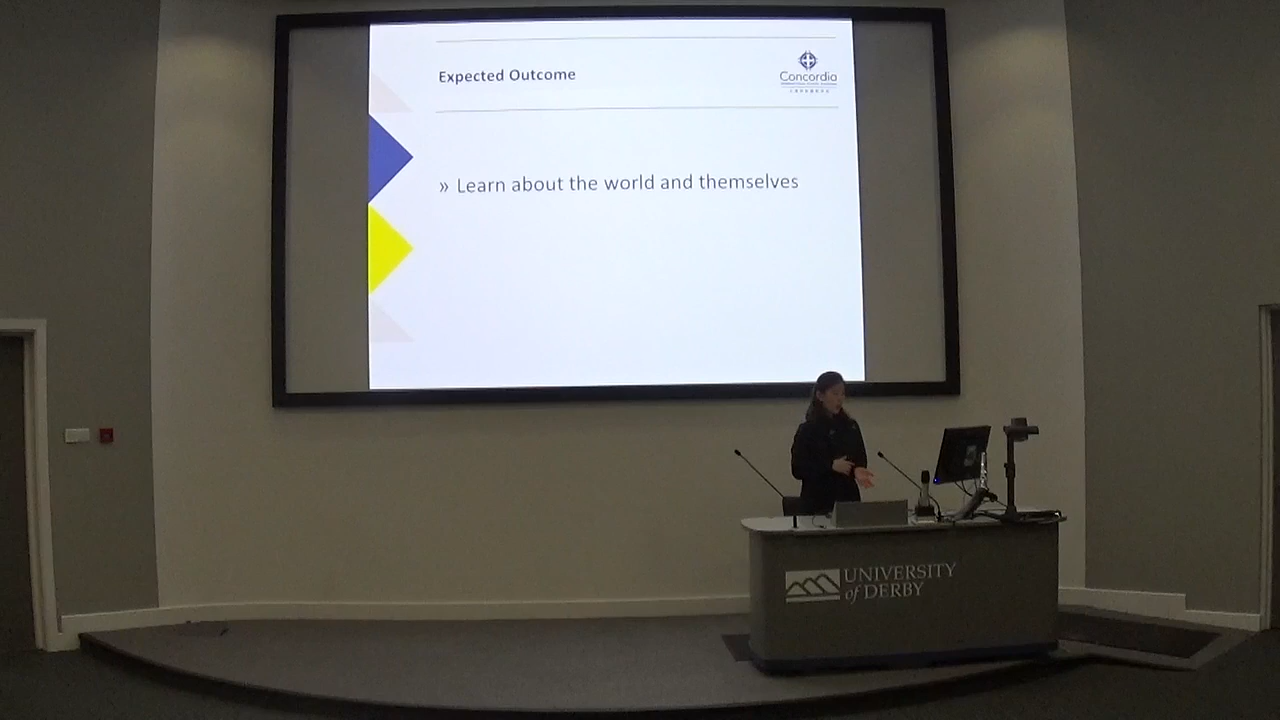 Expected Outcome
Concordia
» Learn about the world and themselves
UNIVERSITY
of DERBY